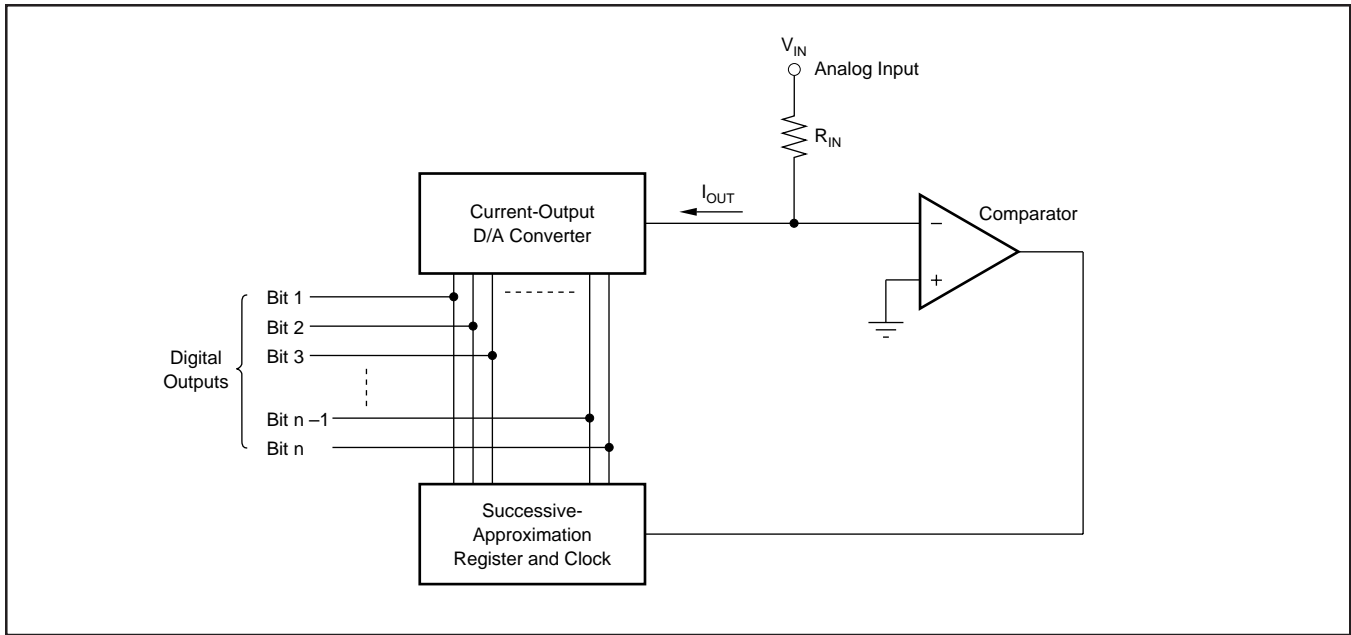 V_IN
Analog Input
R_IN
I_OUT
Current-Output
D/A Converter
Comparator
–
+
Bit 1
Bit 2
Bit 3
Digital
Outputs
Bit n –1
Bit n
Successive-
Approximation
Register and Clock